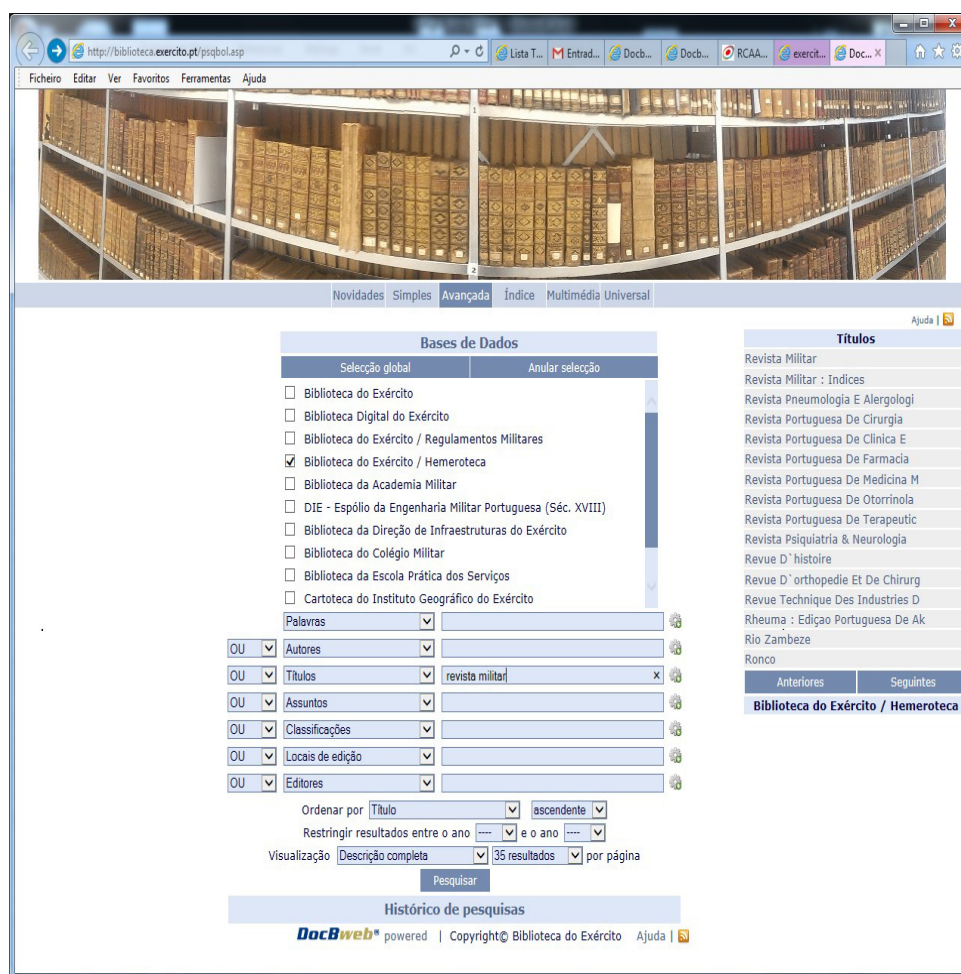 http://biblioteca.exercito.pt/psqbol.asp
Lista T...
Entrad...
Docb...
Docb...
RCAA...
exercit...
Doc...
Ficheiro Editar Ver Favoritos Ferramentas Ajuda
1
2
Novidades Simples Avançada Índice Multimédia Universal
Ajuda |
Bases de Dados
Selecção global Anular selecção
Biblioteca do Exército
Biblioteca Digital do Exército
Biblioteca do Exército / Regulamentos Militares
Biblioteca do Exército / Hemeroteca
Biblioteca da Academia Militar
DIE - Espólio da Engenharia Militar Portuguesa (Séc. XVIII)
Biblioteca da Direção de Infraestruturas do Exército
Biblioteca do Colégio Militar
Biblioteca da Escola Prática dos Serviços
Cartoteca do Instituto Geográfico do Exército
Palavras
OU Autores
OU Títulos revista militar x
OU Assuntos
OU Classificações
OU Locais de edição
OU Editores
Ordenar por Título ascendente
Restringir resultados entre o ano ---- e o ano ----
Visualização Descrição completa 35 resultados por página
Pesquisar
Histórico de pesquisas
DocBweb® powered | Copyright© Biblioteca do Exército Ajuda |
Títulos
Revista Militar
Revista Militar : Indices
Revista Pneumologia E Alergologi
Revista Portuguesa De Cirurgia
Revista Portuguesa De Clinica E
Revista Portuguesa De Farmacia
Revista Portuguesa De Medicina M
Revista Portuguesa De Otorrinola
Revista Portuguesa De Terapeutic
Revista Psiquiatria & Neurologia
Revue D`histoire
Revue D`orthopedie Et De Chirurg
Revue Technique Des Industries D
Rheuma : Ediçao Portuguesa De Ak
Rio Zambeze
Ronco
Anteriores Seguintes
Biblioteca do Exército / Hemeroteca